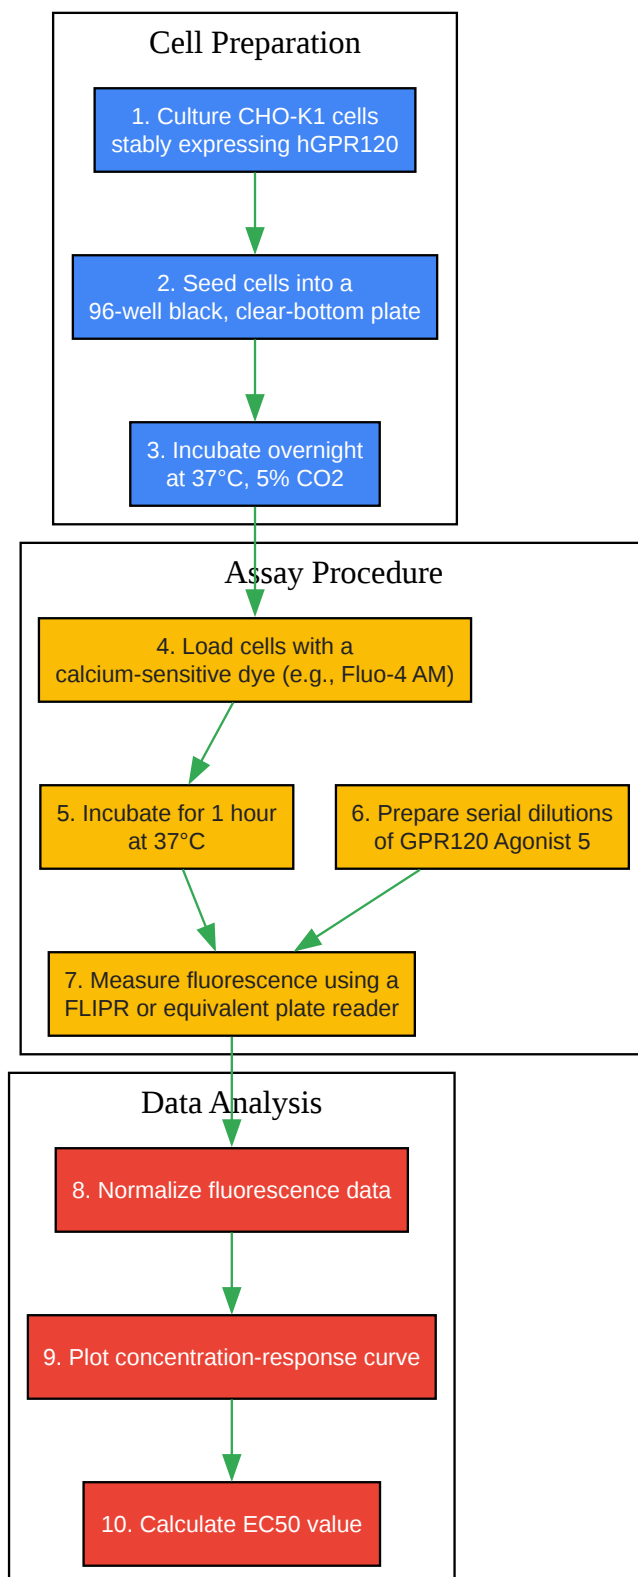 Cell Preparation
1. Culture CHO-K1 cells
stably expressing hGPR120
2. Seed cells into a
96-well black, clear-bottom plate
3. Incubate overnight
at 37°C, 5% CO2
Assay Procedure
4. Load cells with a
calcium-sensitive dye (e.g., Fluo-4 AM)
5. Incubate for 1 hour
at 37°C
6. Prepare serial dilutions
of GPR120 Agonist 5
7. Measure fluorescence using a
FLIPR or equivalent plate reader
Data Analysis
8. Normalize fluorescence data
9. Plot concentration-response curve
10. Calculate EC50 value